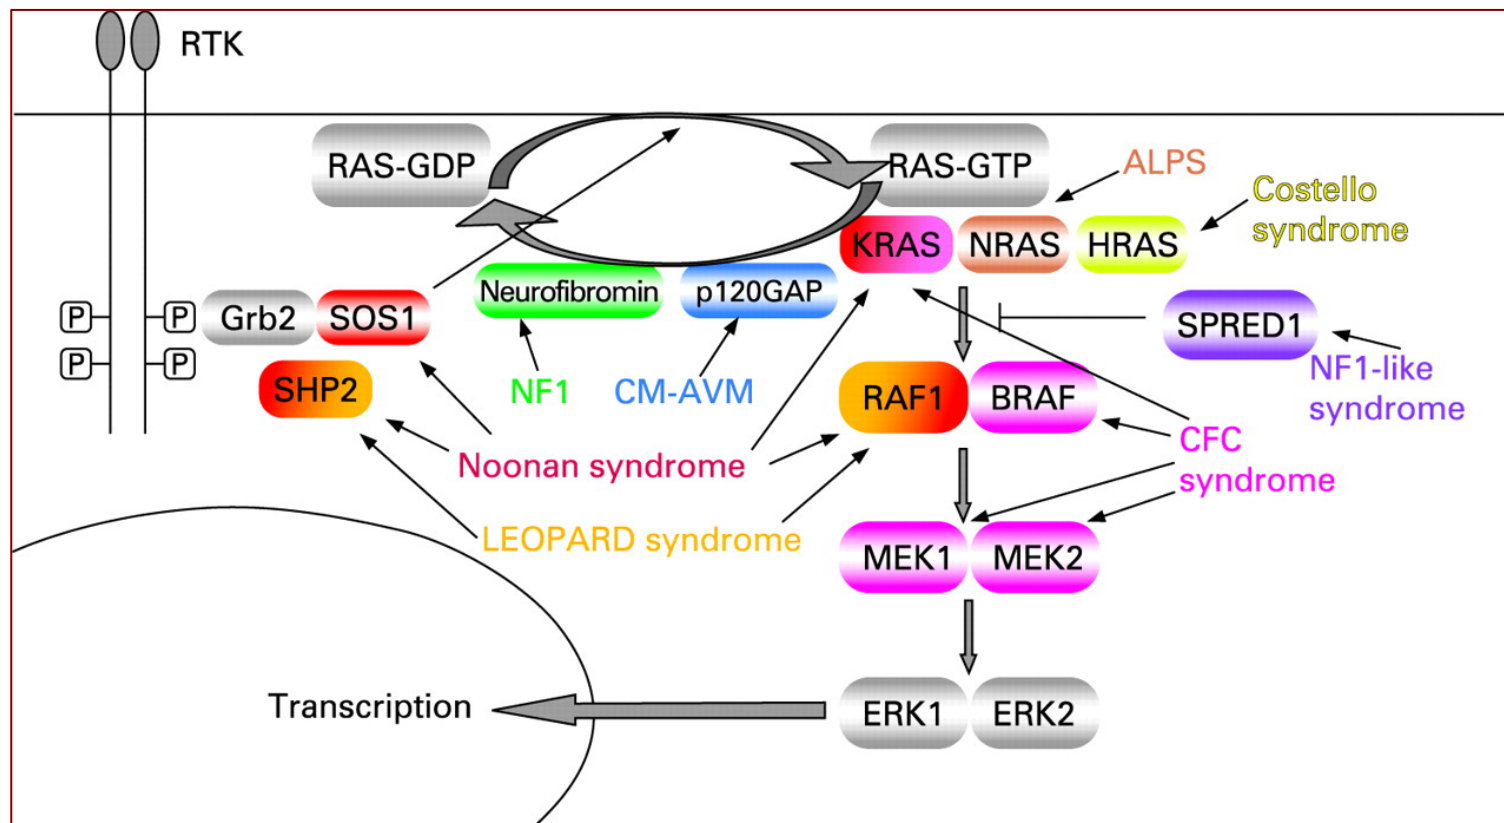 RTK
RAS-GDP
RAS-GTP
ALPS
Costello
syndrome
KRAS
NRAS
HRAS
Neurofibromin
p120GAP
P
P
Grb2
SOS1
SPRED1
P
P
SHP2
NF1
CM-AVM
RAF1
BRAF
NF1-like
syndrome
Noonan syndrome
CFC
syndrome
LEOPARD syndrome
MEK1
MEK2
Transcription
ERK1
ERK2